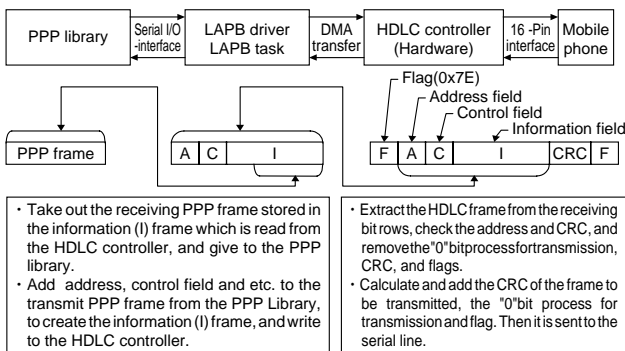 PPP library
Serial I/O
-interface
LAPB driver
LAPB task
DMA
transfer
HDLC controller
(Hardware)
16 -Pin
interface
Mobile
phone
Flag(0x7E)
Address field
Control field
Information field
PPP frame
A C I
F A C I CRC F
・Take out the receiving PPP frame stored in
the information (I) frame which is read from
the HDLC controller, and give to the PPP
library.
・Add address, control field and etc. to the
transmit PPP frame from the PPP Library,
to create the information (I) frame, and write
to the HDLC controller.
・Extract the HDLC frame from the receiving
bit rows, check the address and CRC, and
remove the "0" bit process for transmission,
CRC, and flags.
・Calculate and add the CRC of the frame to
be transmitted, the "0" bit process for
transmission and flag. Then it is sent to the
serial line.